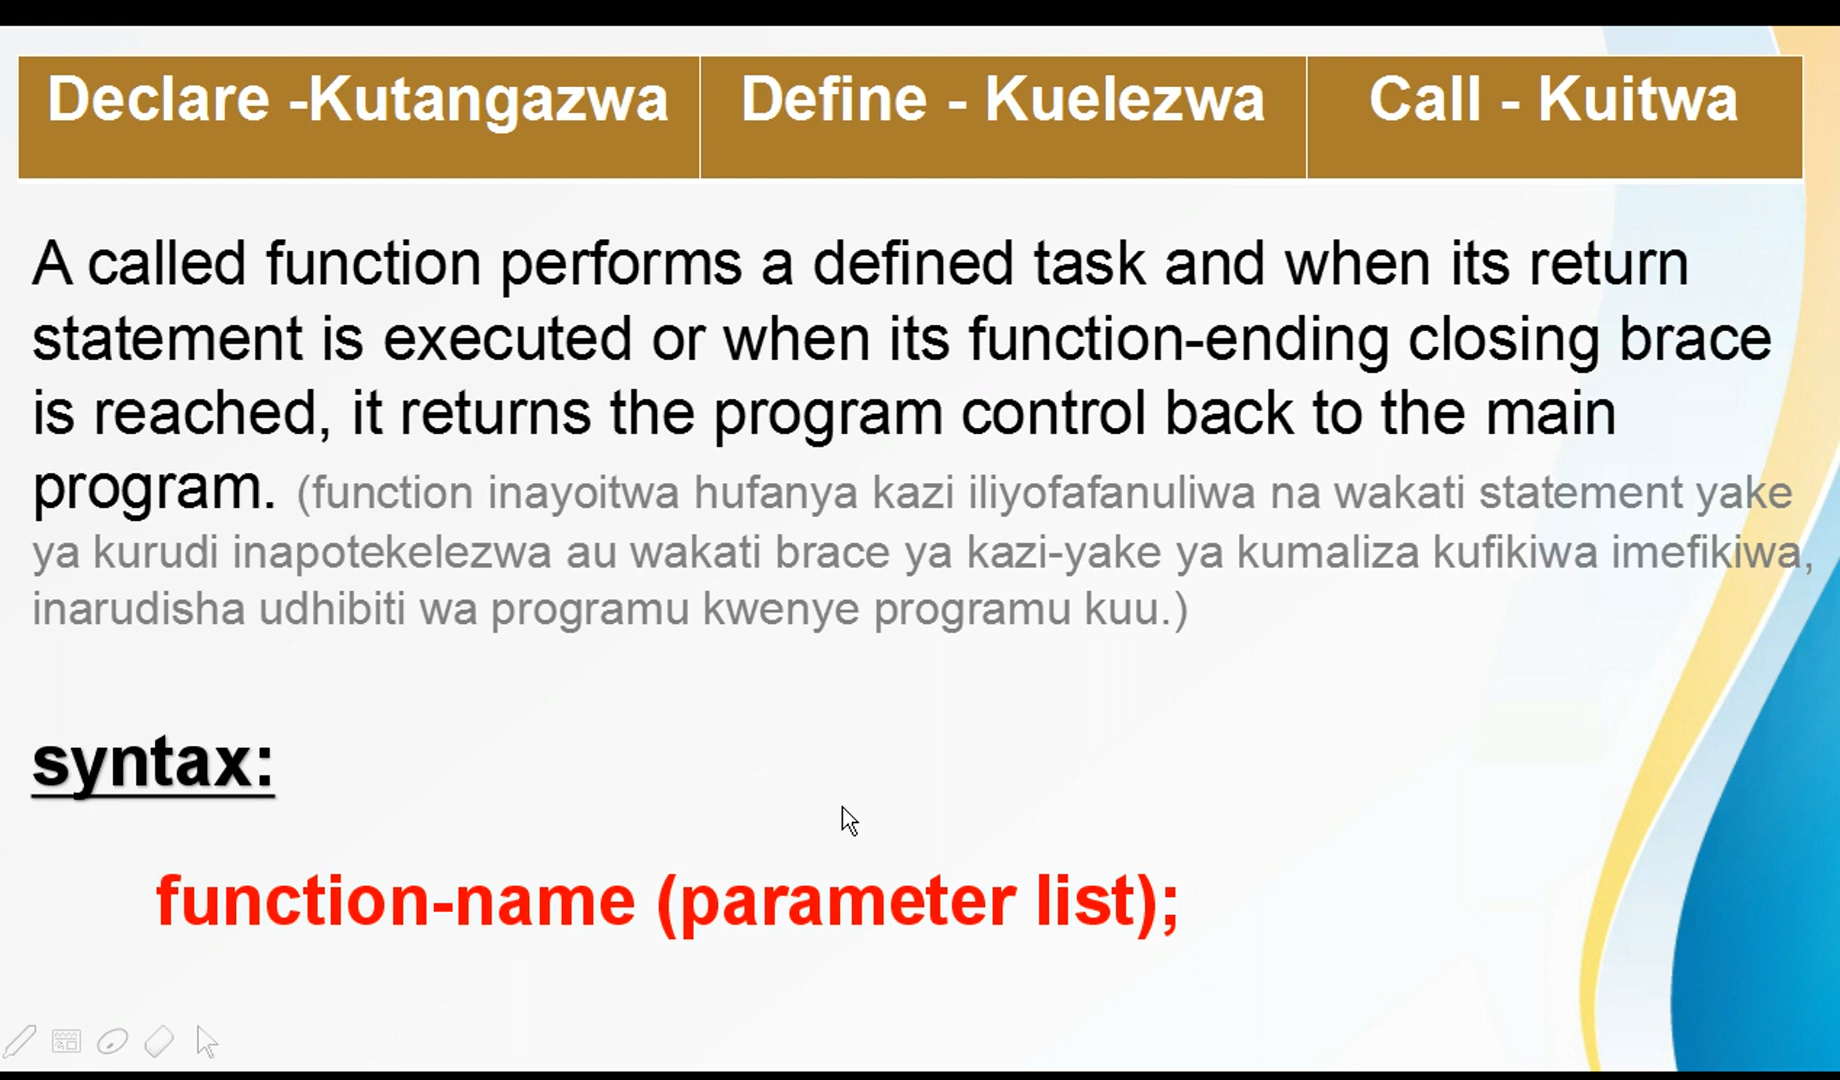 Declare -Kutangazwa Define - Kuelezwa Call - Kuitwa
A called function performs a defined task and when its return
statement is executed or when its function-ending closing brace
is reached, it returns the program control back to the main
program. (function inayoitwa hufanya kazi iliyofafanuliwa na wakati statement yake
ya kurudi inapotekelezwa au wakati brace ya kazi-yake ya kumaliza kufikiwa imefikiwa,
inarudisha udhibiti wa programu kwenye programu kuu.)
syntax:
function-name (parameter list);